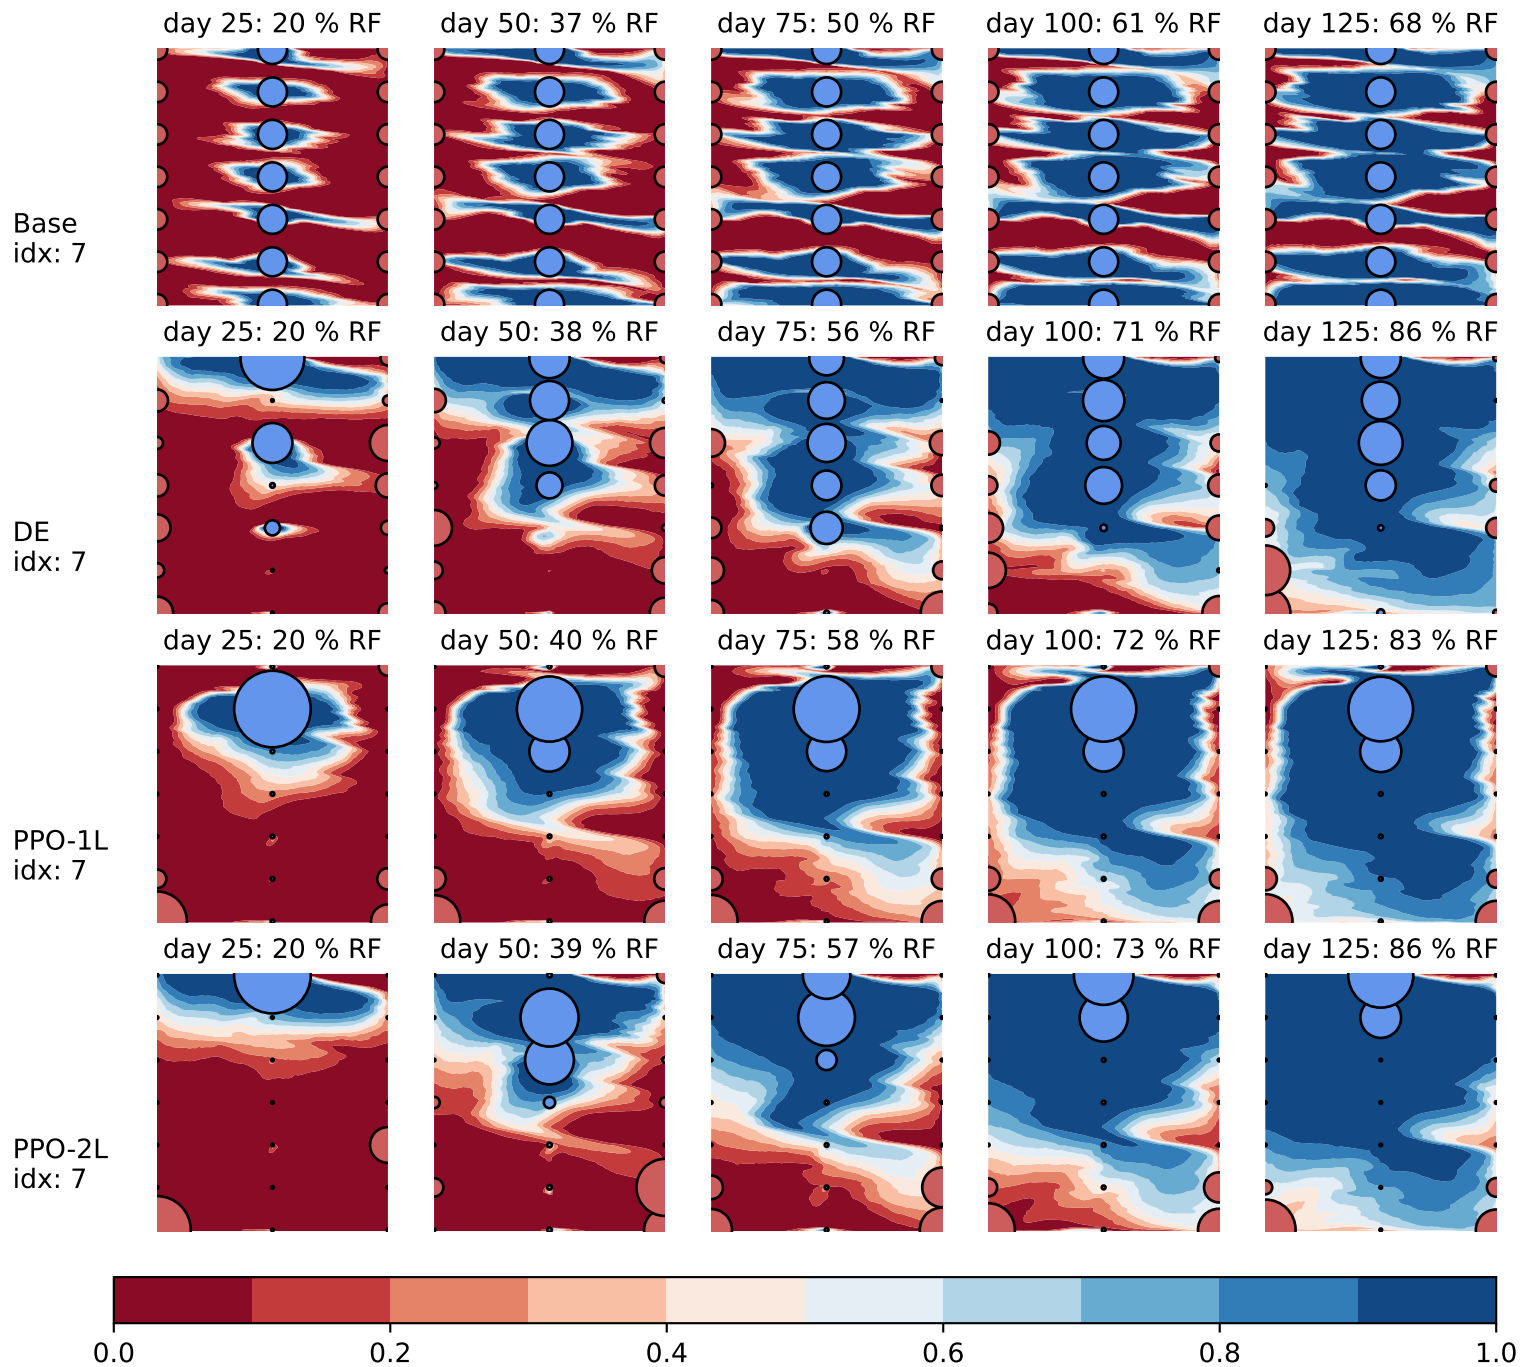 day 25: 20 % RF
day 50: 37 % RF
day 75: 50 % RF
day 100: 61 % RF
day 125: 68 % RF
Base
idx: 7
day 25: 20 % RF
day 50: 38 % RF
day 75: 56 % RF
day 100: 71 % RF
day 125: 86 % RF
DE
idx: 7
day 25: 20 % RF
day 50: 40 % RF
day 75: 58 % RF
day 100: 72 % RF
day 125: 83 % RF
PPO-1L
idx: 7
day 25: 20 % RF
day 50: 39 % RF
day 75: 57 % RF
day 100: 73 % RF
day 125: 86 % RF
PPO-2L
idx: 7
0.0
0.2
0.4
0.6
0.8
1.0